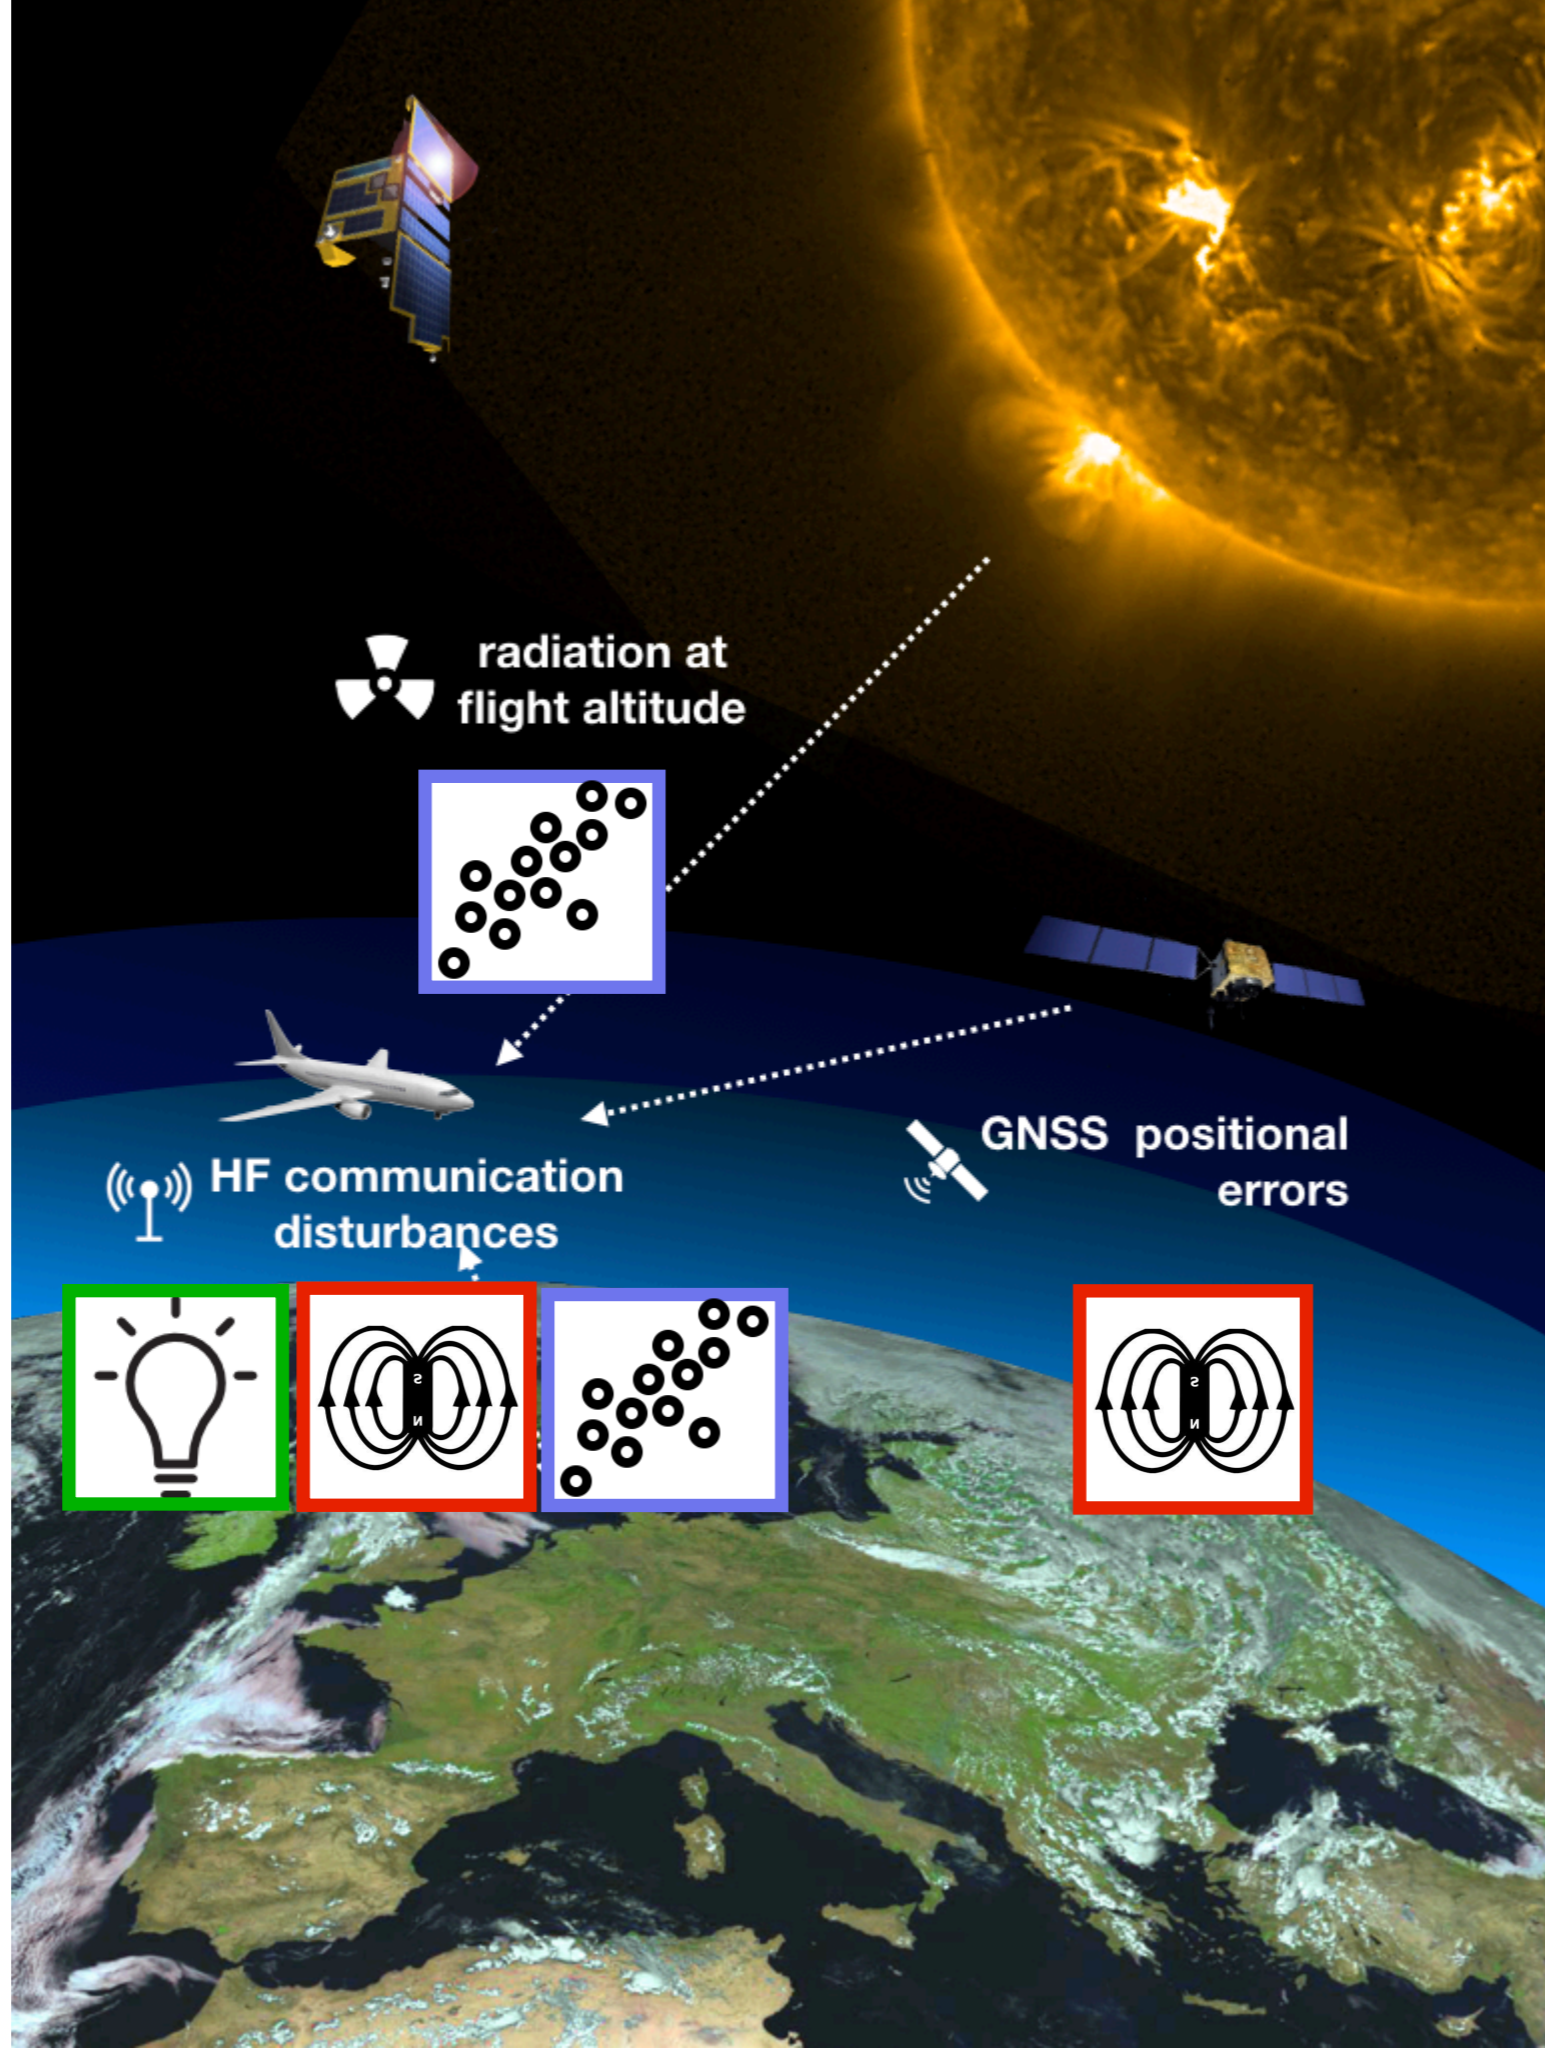 radiation at
flight altitude
GNSS positional
errors
HF communication
disturbances
S
N
S
N